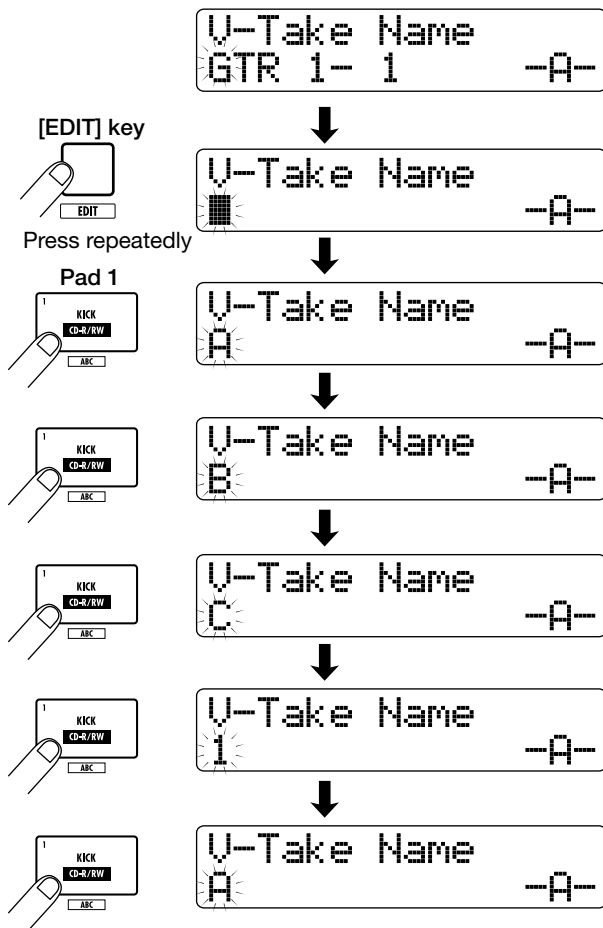 V-Take Name
GTR 1- 1 -A-
[EDIT] key
EDIT
Press repeatedly
V-Take Name
-A-
Pad 1
1
KICK
CD-R/RW
ABC
V-Take Name
A -A-
1
KICK
CD-R/RW
ABC
V-Take Name
B -A-
1
KICK
CD-R/RW
ABC
V-Take Name
C -A-
1
KICK
CD-R/RW
ABC
V-Take Name
1 -A-
1
KICK
CD-R/RW
ABC
V-Take Name
A -A-